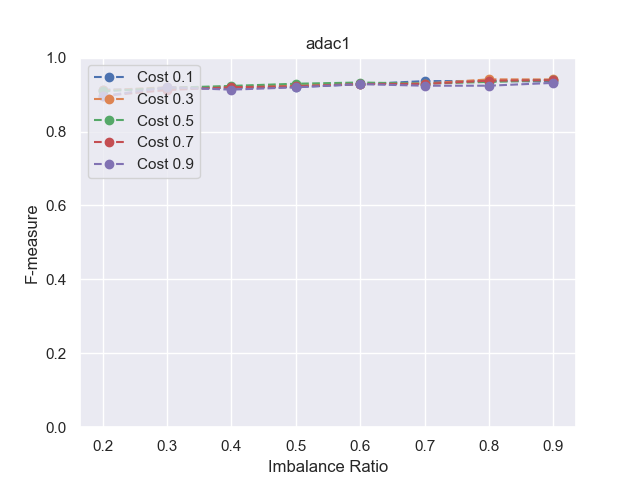 adac1
1.0
0.8
0.6
0.4
0.2
0.0
F-measure
Cost 0.1
Cost 0.3
Cost 0.5
Cost 0.7
Cost 0.9
0.2 0.3 0.4 0.5 0.6 0.7 0.8 0.9
Imbalance Ratio